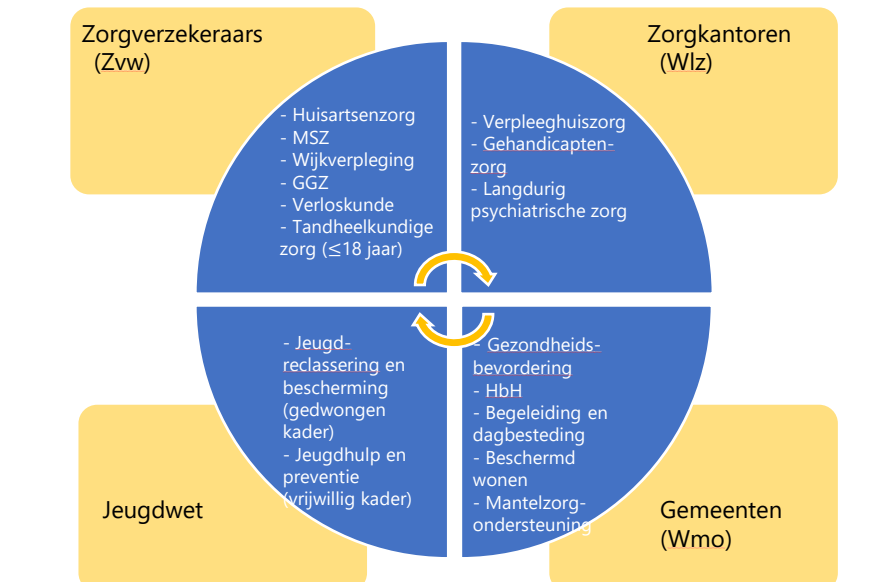 Zorgverzekeraars
(Zvw)
Zorgkantoren
(Wlz)
- Huisartsenzorg
- MSZ
- Wijkverpleging
- GGZ
- Verloskunde
- Tandheelkundige
zorg (≤18 jaar)
- Verpleeghuiszorg
- Gehandicapten-
zorg
- Langdurig
psychiatrische zorg
- Jeugd-
reclassering en
bescherming
(gedwongen
kader)
- Jeugdhulp en
preventie
(vrijwillig kader)
- Gezondheids-
bevordering
- HbH
- Begeleiding en
dagbesteding
- Beschermd
wonen
- Mantelzorg-
ondersteuning
Jeugdwet
Gemeenten
(Wmo)